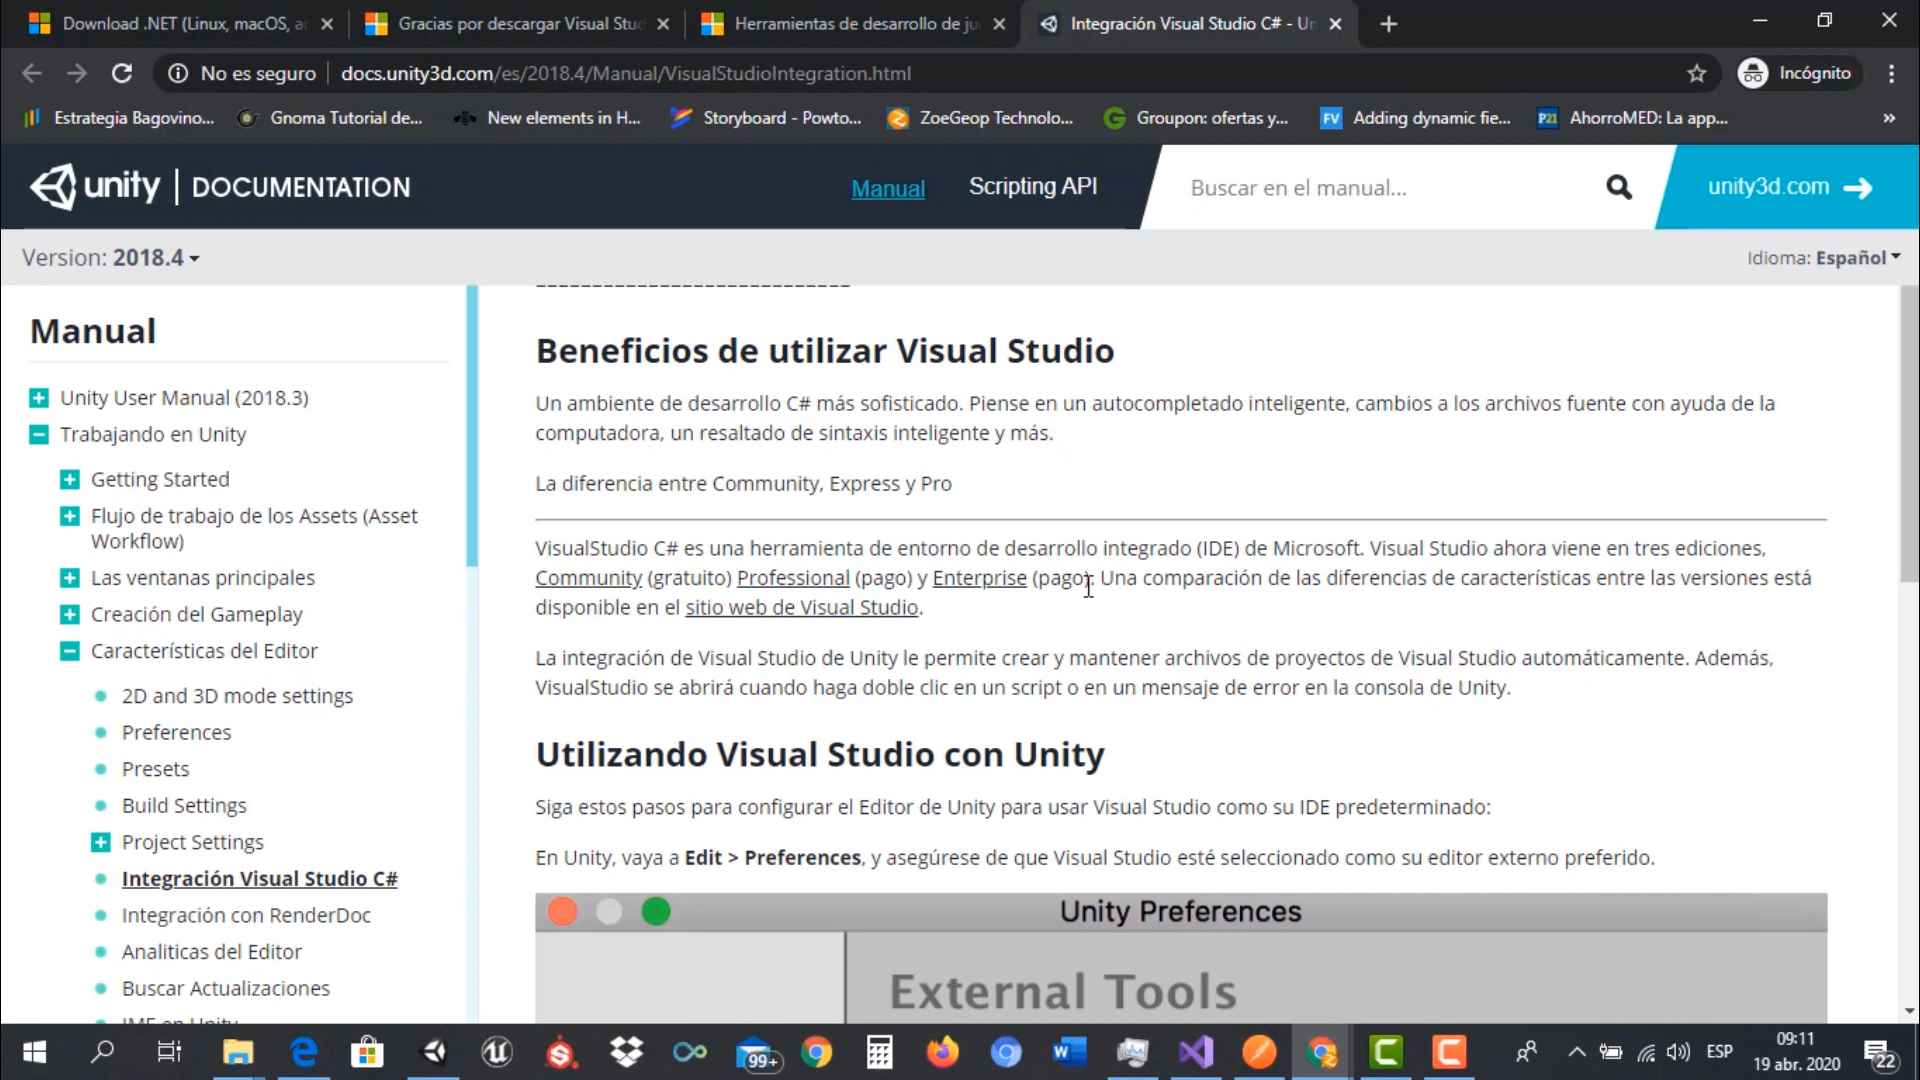 Download .NET (Linux, macOS, a
Gracias por descargar Visual Stud
Herramientas de desarrollo de ju
Integración Visual Studio C# - Un
No es seguro
docs.unity3d.com/es/2018.4/Manual/VisualStudioIntegration.html
Incógnito
Estrategia Bagovino...
Gnoma Tutorial de...
New elements in H...
Storyboard - Powto...
ZoeGeop Technolo...
Groupon: ofertas y...
FV
Adding dynamic fie...
P21
AhorroMED: La app...
»
unity | DOCUMENTATION
Manual
Scripting API
Buscar en el manual...
unity3d.com
Version: 2018.4
Idioma: Español
Manual
Unity User Manual (2018.3)
Trabajando en Unity
Getting Started
Flujo de trabajo de los Assets (Asset
Workflow)
Las ventanas principales
Creación del Gameplay
Características del Editor
2D and 3D mode settings
Preferences
Presets
Build Settings
Project Settings
Integración Visual Studio C#
Integración con RenderDoc
Analiticas del Editor
Buscar Actualizaciones
IME en Unity
Beneficios de utilizar Visual Studio
Un ambiente de desarrollo C# más sofisticado. Piense en un autocompletado inteligente, cambios a los archivos fuente con ayuda de la
computadora, un resaltado de sintaxis inteligente y más.
La diferencia entre Community, Express y Pro
VisualStudio C# es una herramienta de entorno de desarrollo integrado (IDE) de Microsoft. Visual Studio ahora viene en tres ediciones,
Community (gratuito) Professional (pago) y Enterprise (pago). Una comparación de las diferencias de características entre las versiones está
disponible en el sitio web de Visual Studio.
La integración de Visual Studio de Unity le permite crear y mantener archivos de proyectos de Visual Studio automáticamente. Además,
VisualStudio se abrirá cuando haga doble clic en un script o en un mensaje de error en la consola de Unity.
Utilizando Visual Studio con Unity
Siga estos pasos para configurar el Editor de Unity para usar Visual Studio como su IDE predeterminado:
En Unity, vaya a Edit > Preferences, y asegúrese de que Visual Studio esté seleccionado como su editor externo preferido.
Unity Preferences
External Tools
99+
ESP
09:11
19 abr. 2020
22